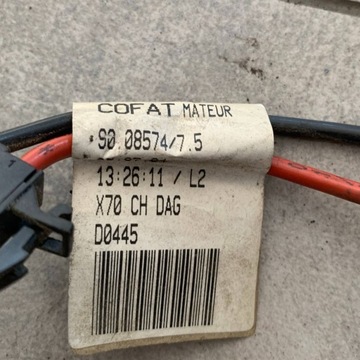 COFAT MATEUR
S0.08574/7.5
13:26:11 / L2
X70 CH DAG
D0445